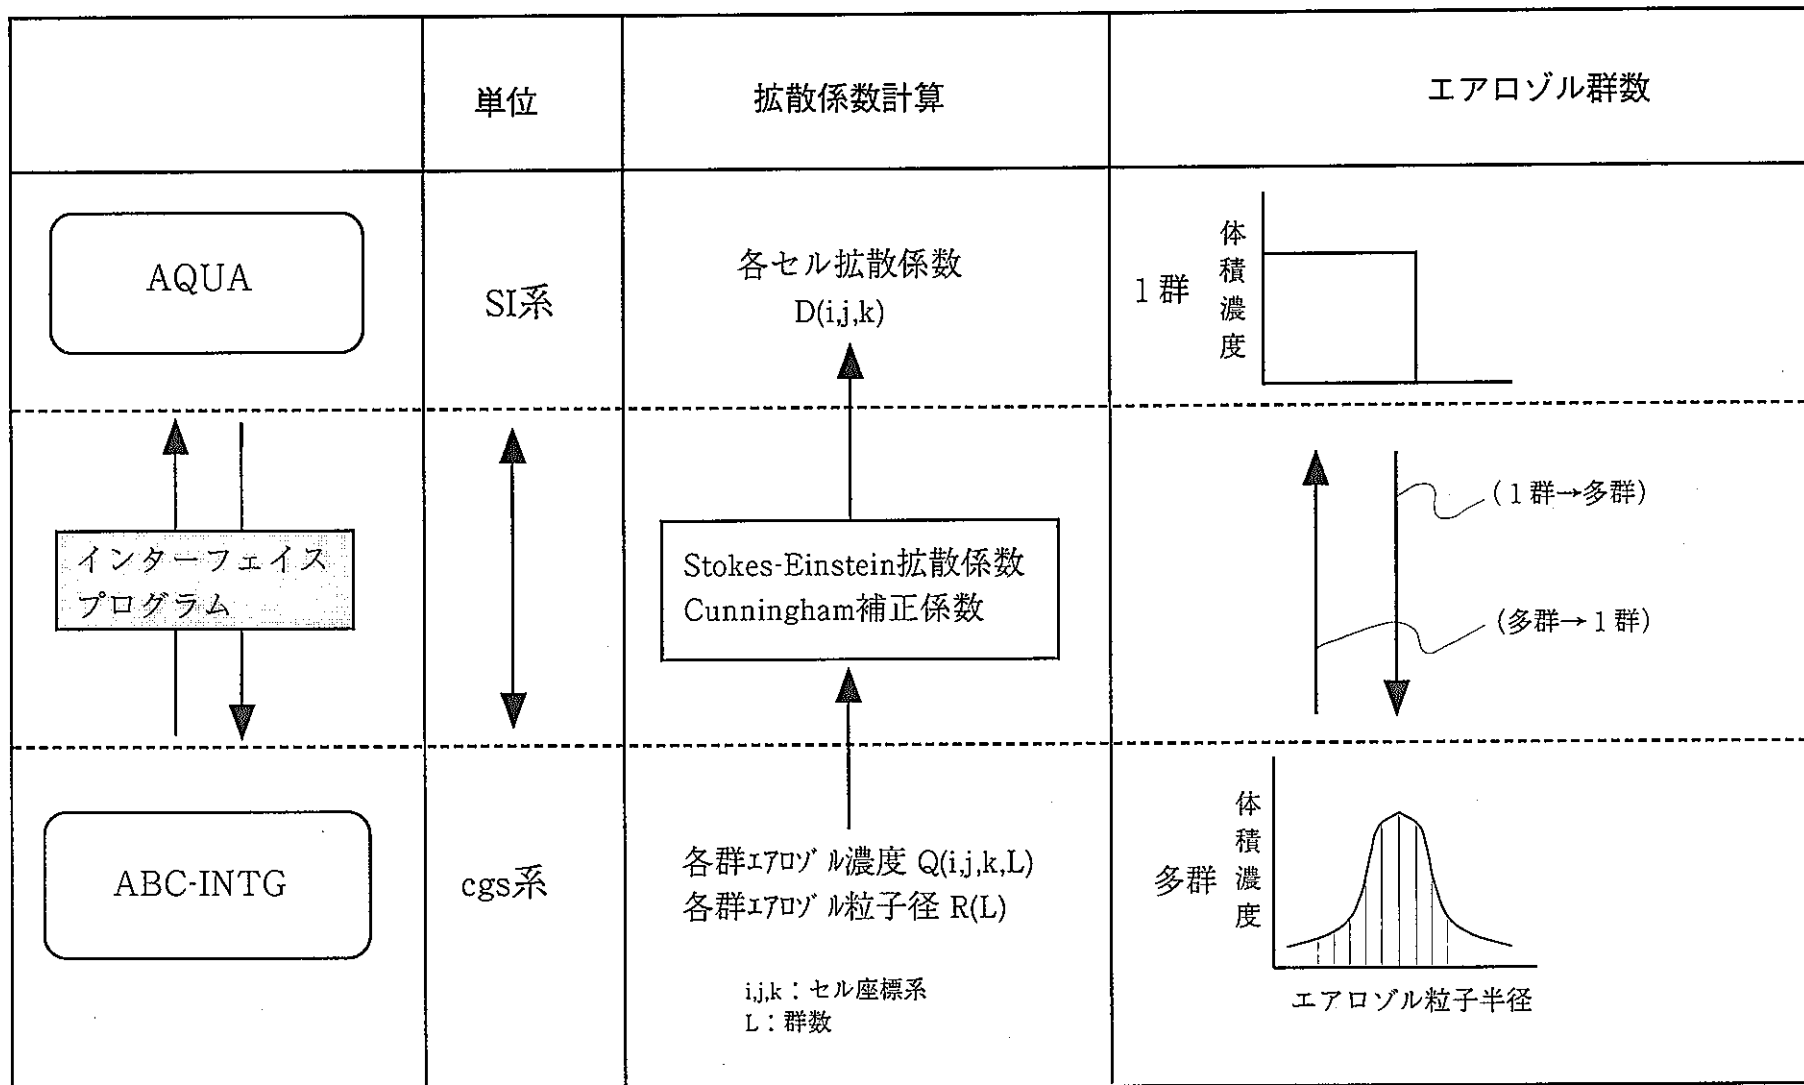 単位
拡散係数計算
エアロゾル群数
AQUA
SI系
各セル拡散係数
D(i,j,k)
1群
体積濃度
インターフェイス
プログラム
Stokes-Einstein拡散係数
Cunningham補正係数
(1群→多群)
(多群→1群)
ABC-INTG
cgs系
各群ｴｱﾛｿﾞﾙ濃度 Q(i,j,k,L)
各群ｴｱﾛｿﾞﾙ粒子径 R(L)
i,j,k：セル座標系
L：群数
多群
体積濃度
エアロゾル粒子半径